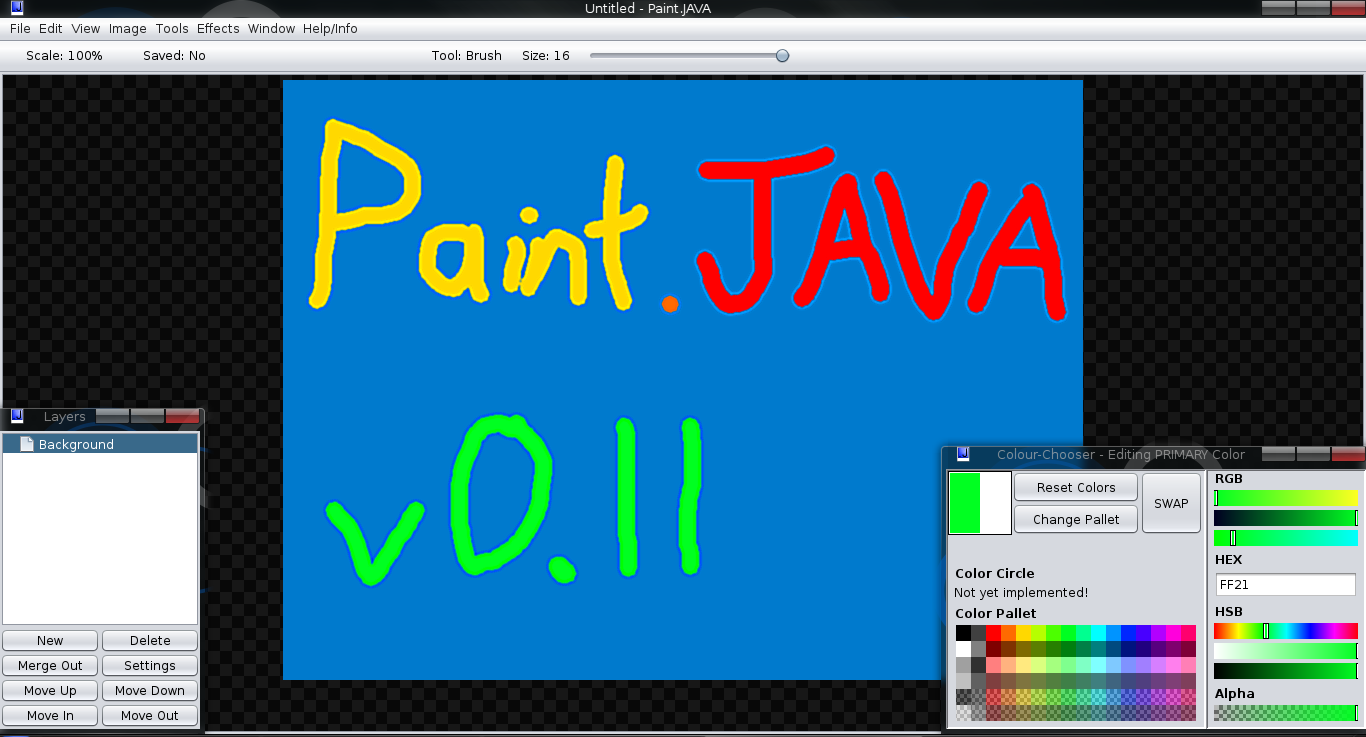 Untitled - Paint.JAVA
File Edit View Image Tools Effects Window Help/Info
Scale: 100% Saved: No Tool: Brush Size: 16
Paint.JAVA
v0.11
Layers
Background
New Delete
Merge Out Settings
Move Up Move Down
Move In Move Out
Colour-Chooser - Editing PRIMARY Color
Reset Colors
Change Pallet
SWAP
Color Circle
Not yet implemented!
Color Pallet
RGB
HEX
FF21
HSB
Alpha